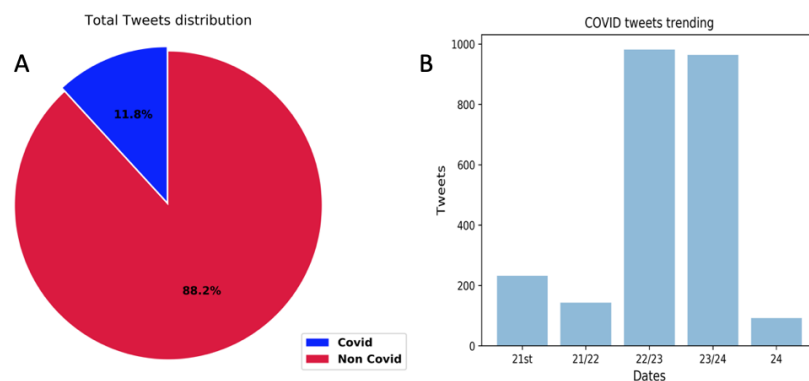 Total Tweets distribution
A
11.8%
88.2%
Covid
Non Covid
COVID tweets trending
B
1000
800
600
400
200
0
Tweets
21st 21/22 22/23 23/24 24
Dates